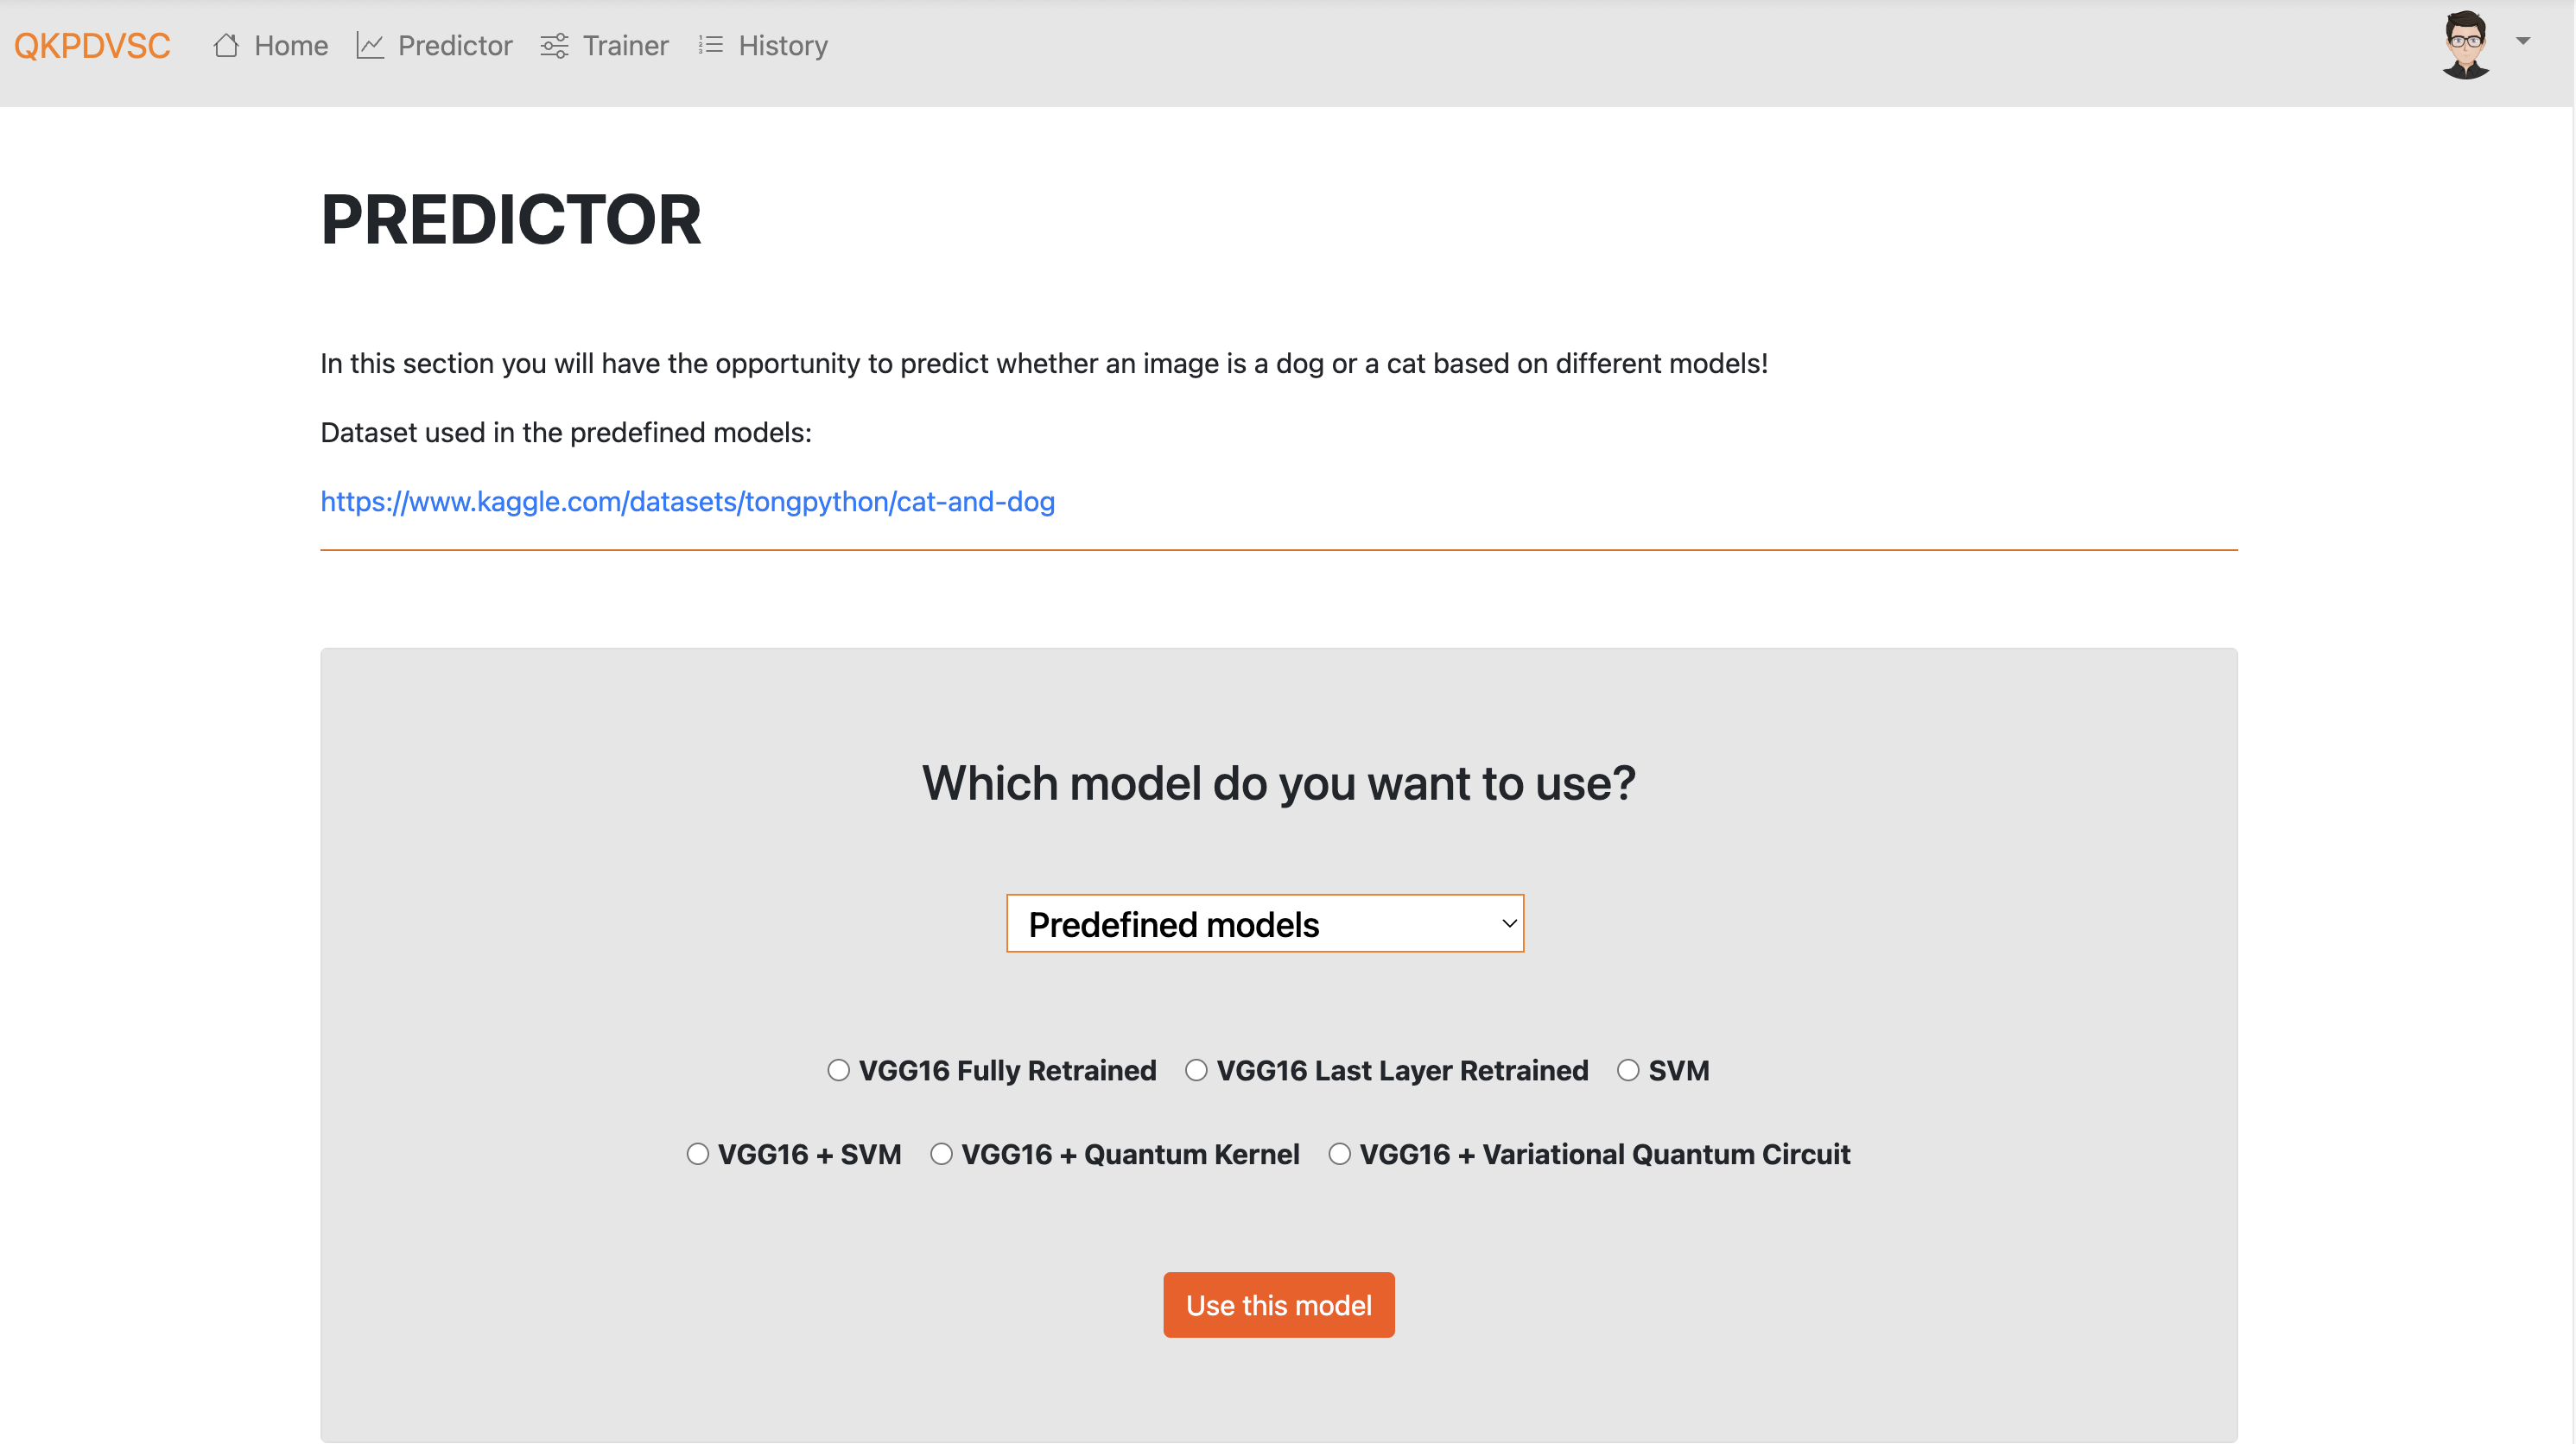 QKPDVSC Home Predictor Trainer History
PREDICTOR
In this section you will have the opportunity to predict whether an image is a dog or a cat based on different models!
Dataset used in the predefined models:
https://www.kaggle.com/datasets/tongpython/cat-and-dog
Which model do you want to use?
Predefined models
VGG16 Fully Retrained VGG16 Last Layer Retrained SVM
VGG16 + SVM VGG16 + Quantum Kernel VGG16 + Variational Quantum Circuit
Use this model